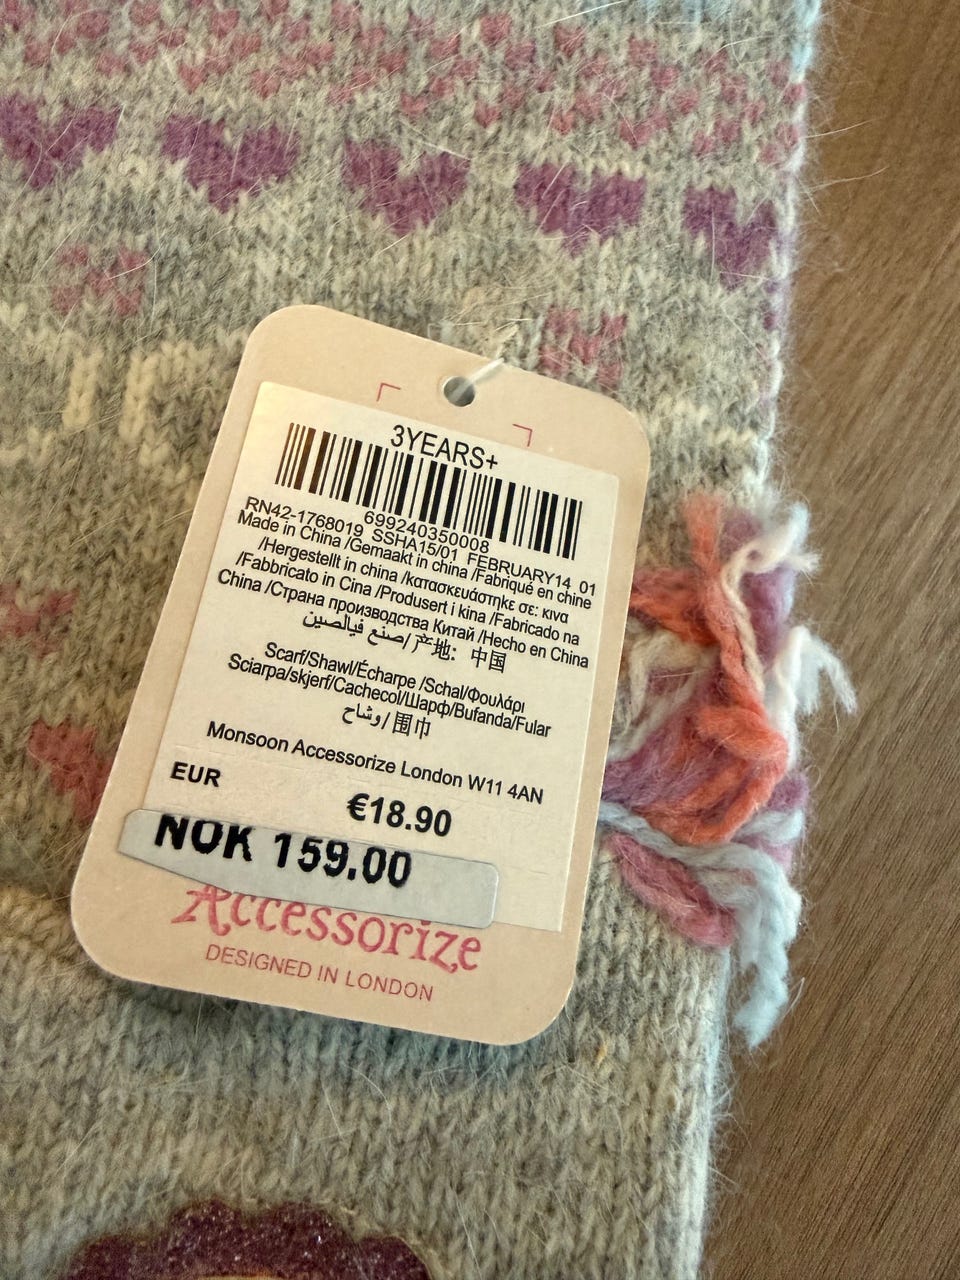 3YEARS+
699240350008
RN42-1768019 SSHA15/01 FEBRUARY14 01
Made in China /Gemaakt in china /Fabriqué en chine
/Hergestellt in china /κατασκευάστηκε σε: κινα
/Fabbricato in Cina /Produsert i kina /Fabricado na
China /Страна производства Китай /Hecho en China
صنع فيالصين/ 产地： 中国
Scarf/Shawl/Écharpe /Schal/Φουλάρι
Sciarpa/skjerf/Cachecol/Шарф/Bufanda/Fular
وشاح/ 围巾
Monsoon Accessorize London W11 4AN
EUR
€18.90
NOK 159.00
Accessorize
DESIGNED IN LONDON